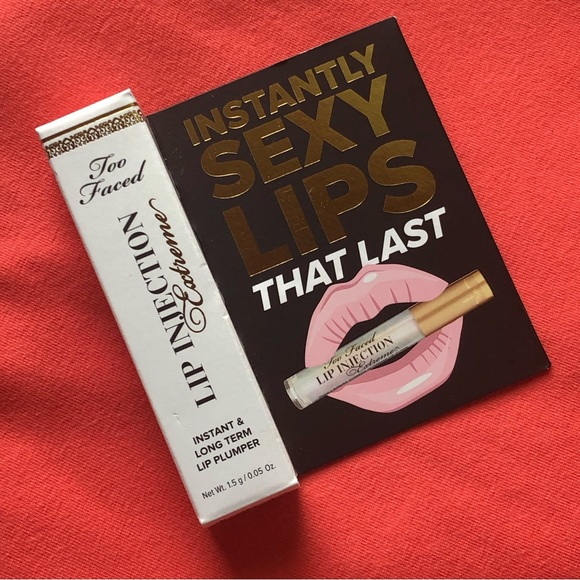 Too
Faced
LIP INJECTION
Extreme
INSTANT &
LONG TERM
LIP PLUMPER
Net Wt. 1.5 g / 0.05 Oz.
INSTANTLY
SEXY
LIPS
THAT LAST
Too Faced
LIP INJECTION
Extreme